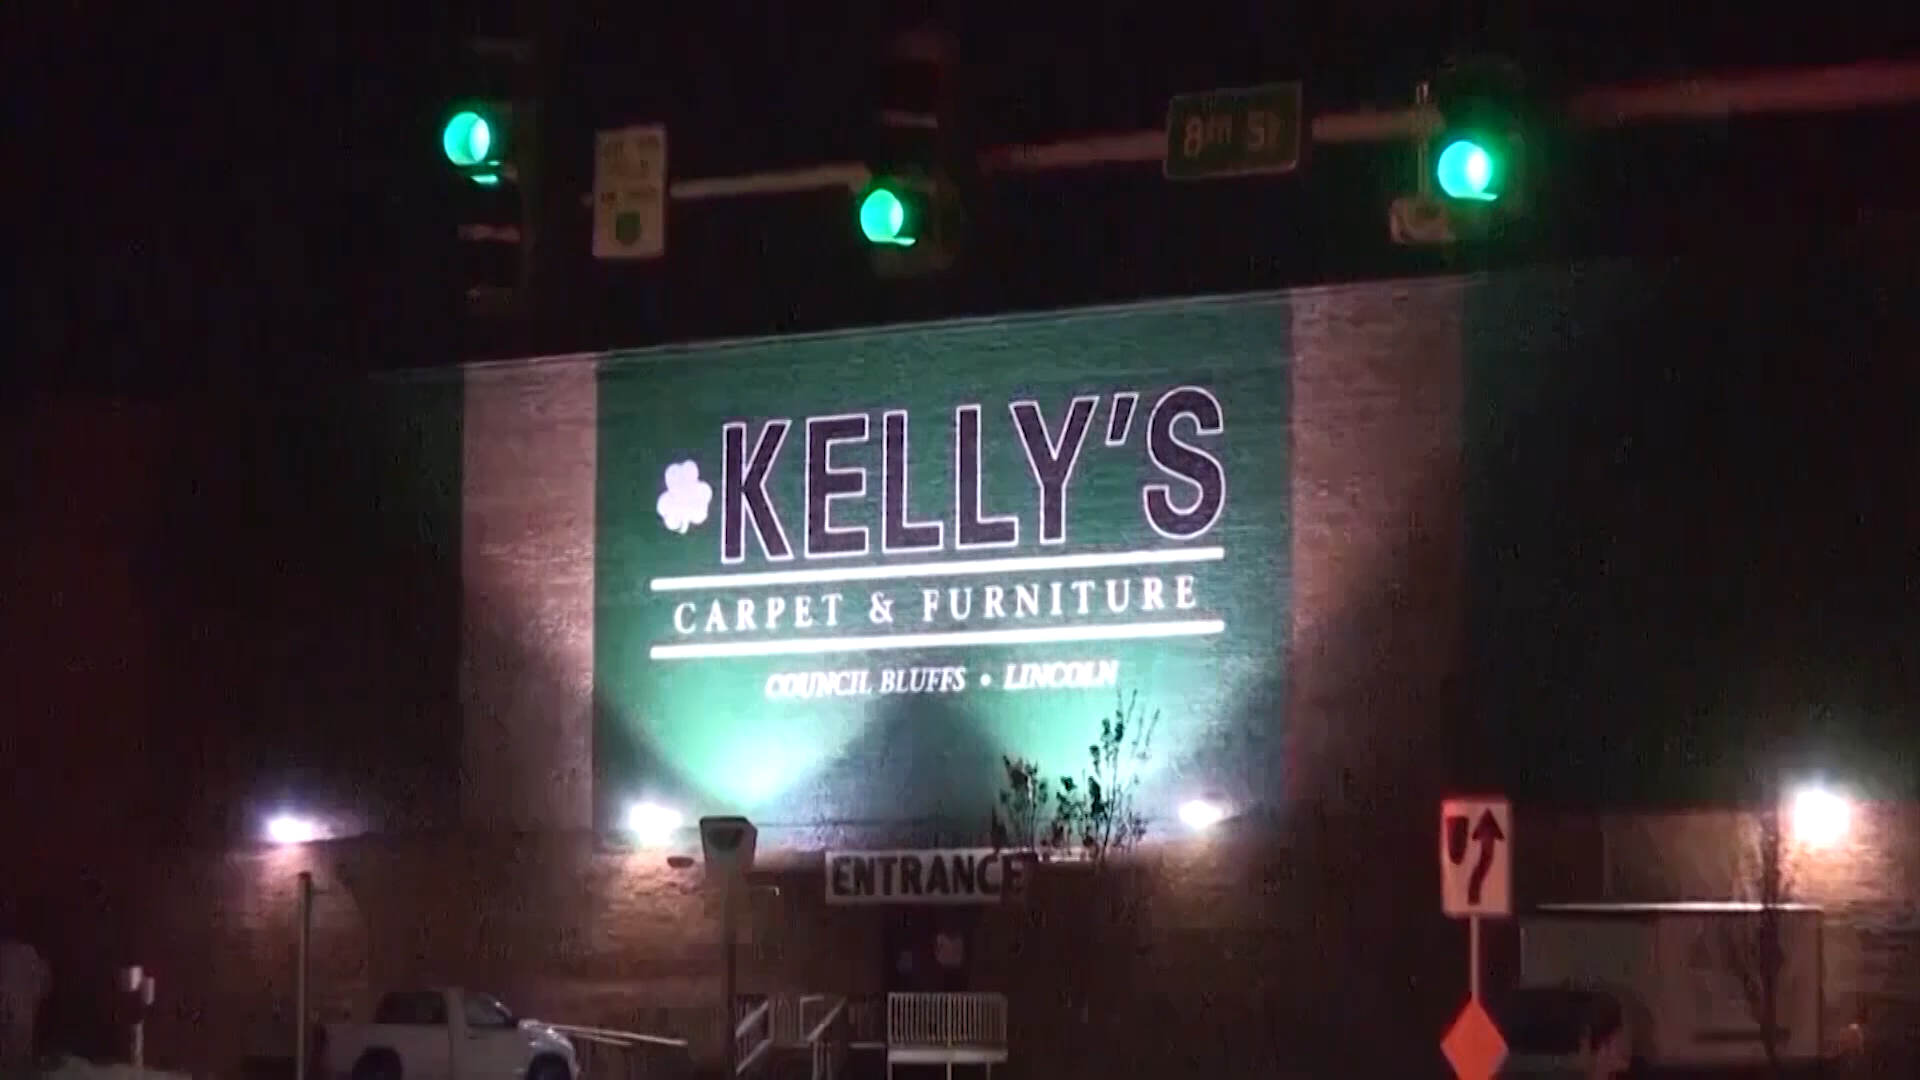 8TH ST
KELLY'S
CARPET & FURNITURE
COUNCIL BLUFFS • LINCOLN
ENTRANCE